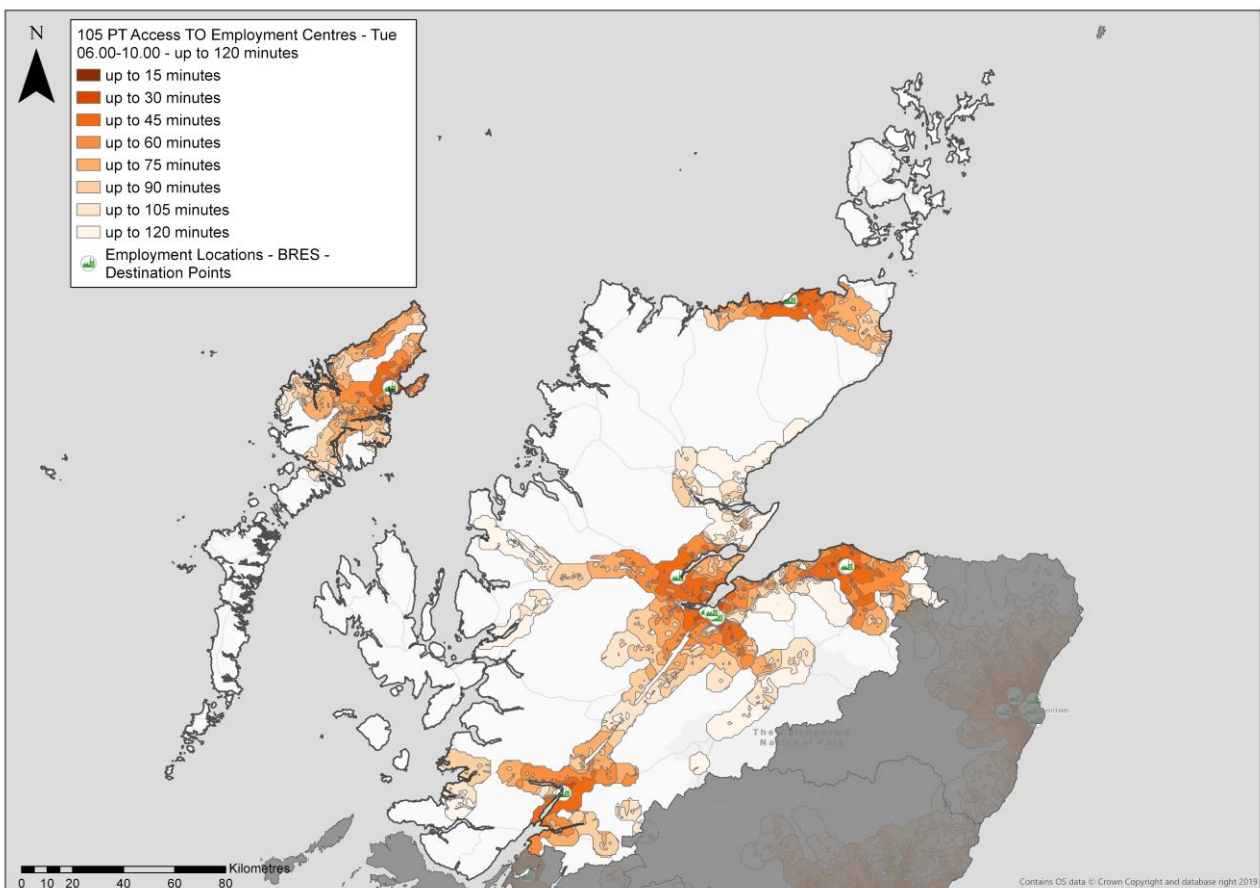 N
105 PT Access TO Employment Centres - Tue
06.00-10.00 - up to 120 minutes
up to 15 minutes
up to 30 minutes
up to 45 minutes
up to 60 minutes
up to 75 minutes
up to 90 minutes
up to 105 minutes
up to 120 minutes
Employment Locations - BRES -
Destination Points
The Cairngorms
National Park
Kilometres
0 10 20 40 60 80
Contains OS data © Crown Copyright and database right 2019